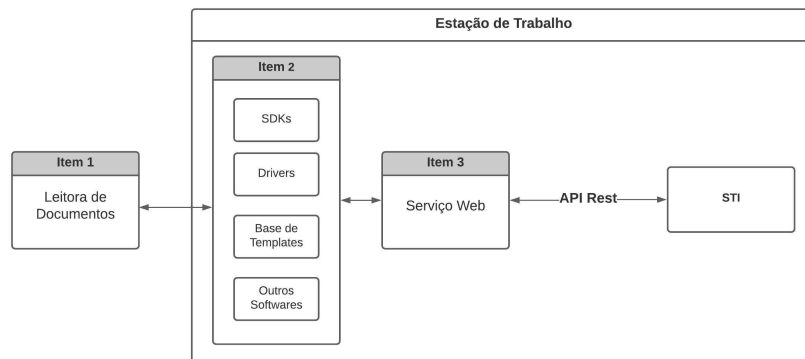 Estação de Trabalho
Item 2
SDKs
Drivers
Base de
Templates
Outros
Softwares
Item 1
Leitora de
Documentos
Item 3
Serviço Web
API Rest
STI